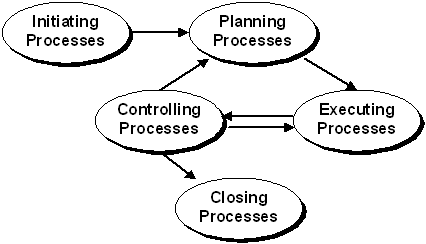 Initiating
Processes
Planning
Processes
Controlling
Processes
Executing
Processes
Closing
Processes